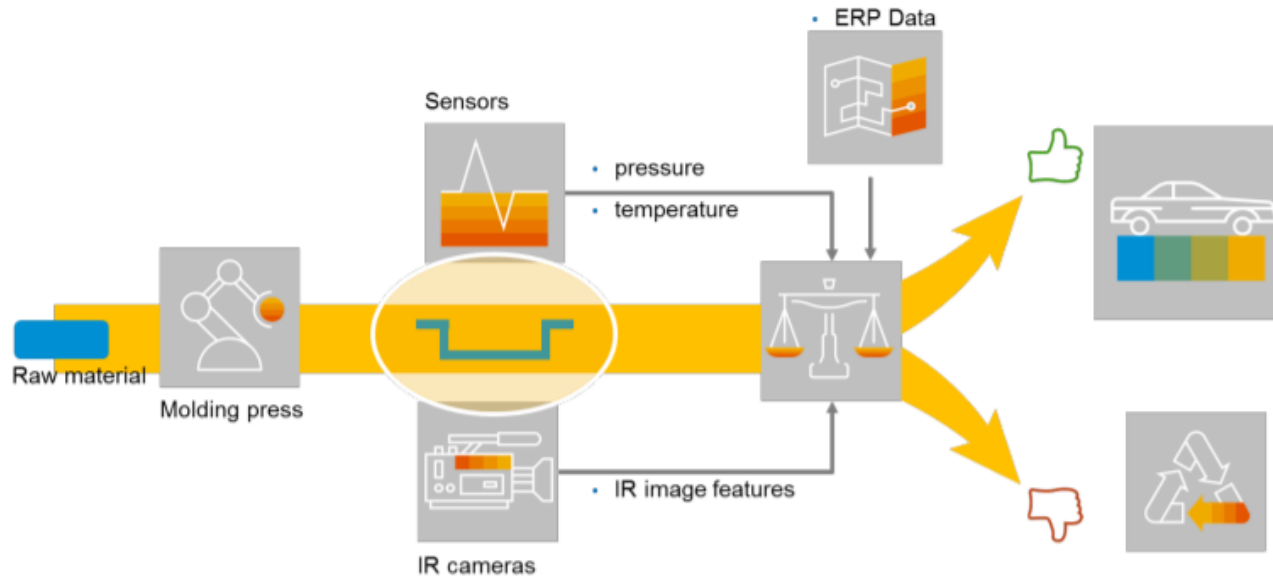 • ERP Data
Sensors
• pressure
• temperature
Raw material
Molding press
• IR image features
IR cameras